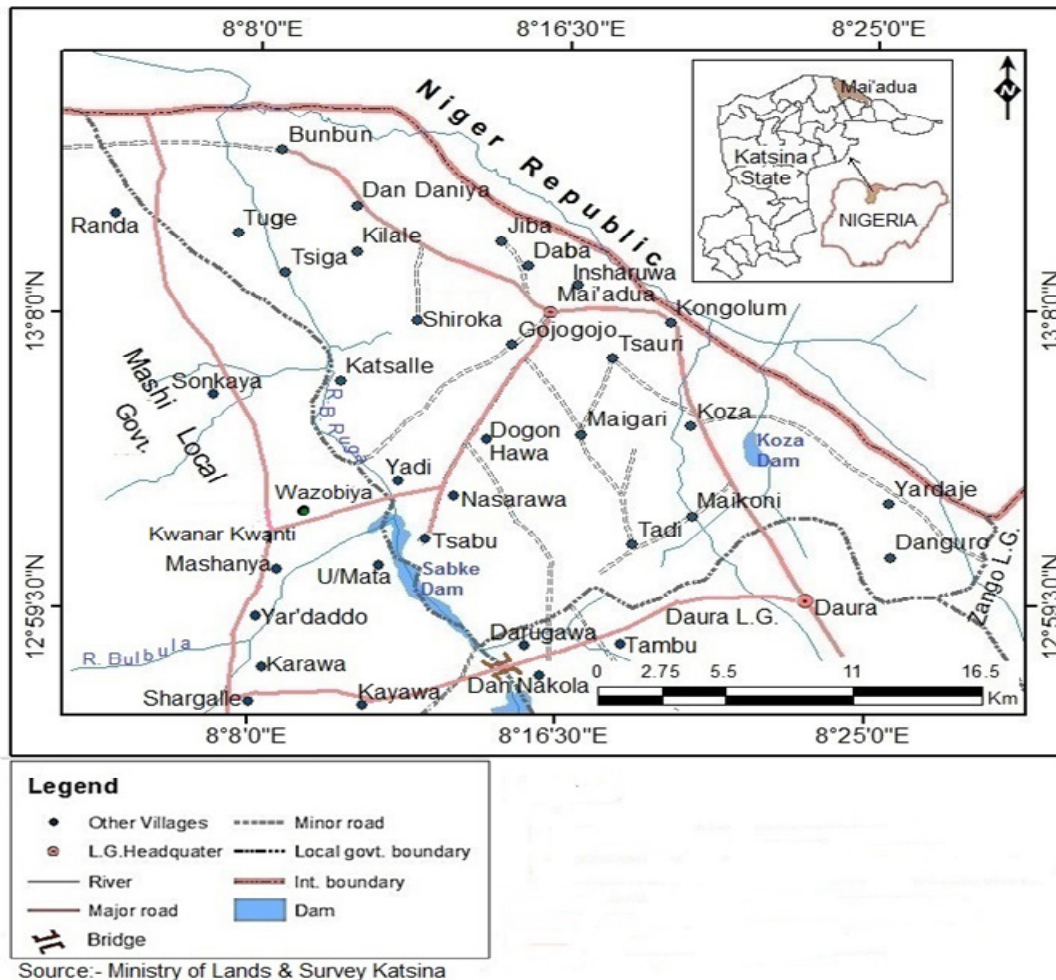 8°8'0"E 8°16'30"E 8°25'0"E
Niger Republic
N
Mai'adua
Katsina
State
NIGERIA
Bunbun
Dan Daniya
Randa
Tuge
Kilale
Jiba
Tsiga
Daba
Insharuwa
Mai'adua
13°8'0"N 13°8'0"N
Shiroka
Kongolum
Gojogojo
Tsauri
Mashi Local
Govt.
Sonkaya
Katsalle
R.B.Ruga
Maigari
Koza
Dogon
Hawa
Koza
Dam
Yadi
Wazobiya
Nasarawa
Maikoni
Yardaje
Kwanar Kwanti
Tsabu
Tadi
Danguro
Mashanya
U/Mata
Sabke
Dam
12°59'30"N 12°59'30"N
Zango L.G.
Yar'daddo
Daura L.G.
Daura
R. Bulbula
Darugawa
Tambu
Karawa
Dan Nakola
Shargalle
Kayawa
0 2.75 5.5 11 16.5
Km
8°8'0"E 8°16'30"E 8°25'0"E
Legend
Other Villages
L.G.Headquater
River
Major road
Bridge
Minor road
Local govt. boundary
Int. boundary
Dam
Source:- Ministry of Lands & Survey Katsina